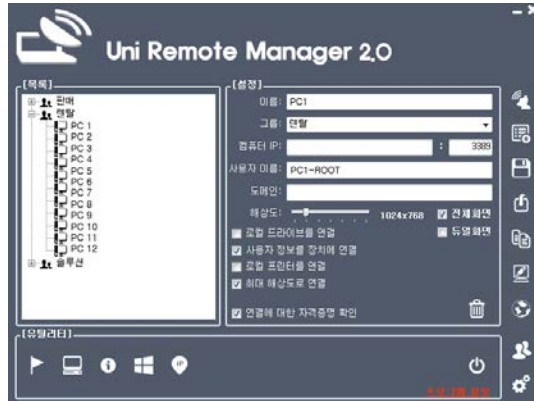 Uni Remote Manager 2.0
[목록]
판매
렌탈
PC 1
PC 2
PC 3
PC 4
PC 5
PC 6
PC 7
PC 8
PC 9
PC 10
PC 11
PC 12
솔루션
[설정]
이름: PC1
그룹: 렌탈
컴퓨터 IP: : 3389
사용자 이름: PC1-ROOT
도메인:
해상도: 1024x768 전체화면
듀얼화면
로컬 드라이브를 연결
사용자 정보를 장치에 연결
로컬 프린터를 연결
최대 해상도로 연결
연결에 대한 자격증명 확인
[유틸리티]
IP